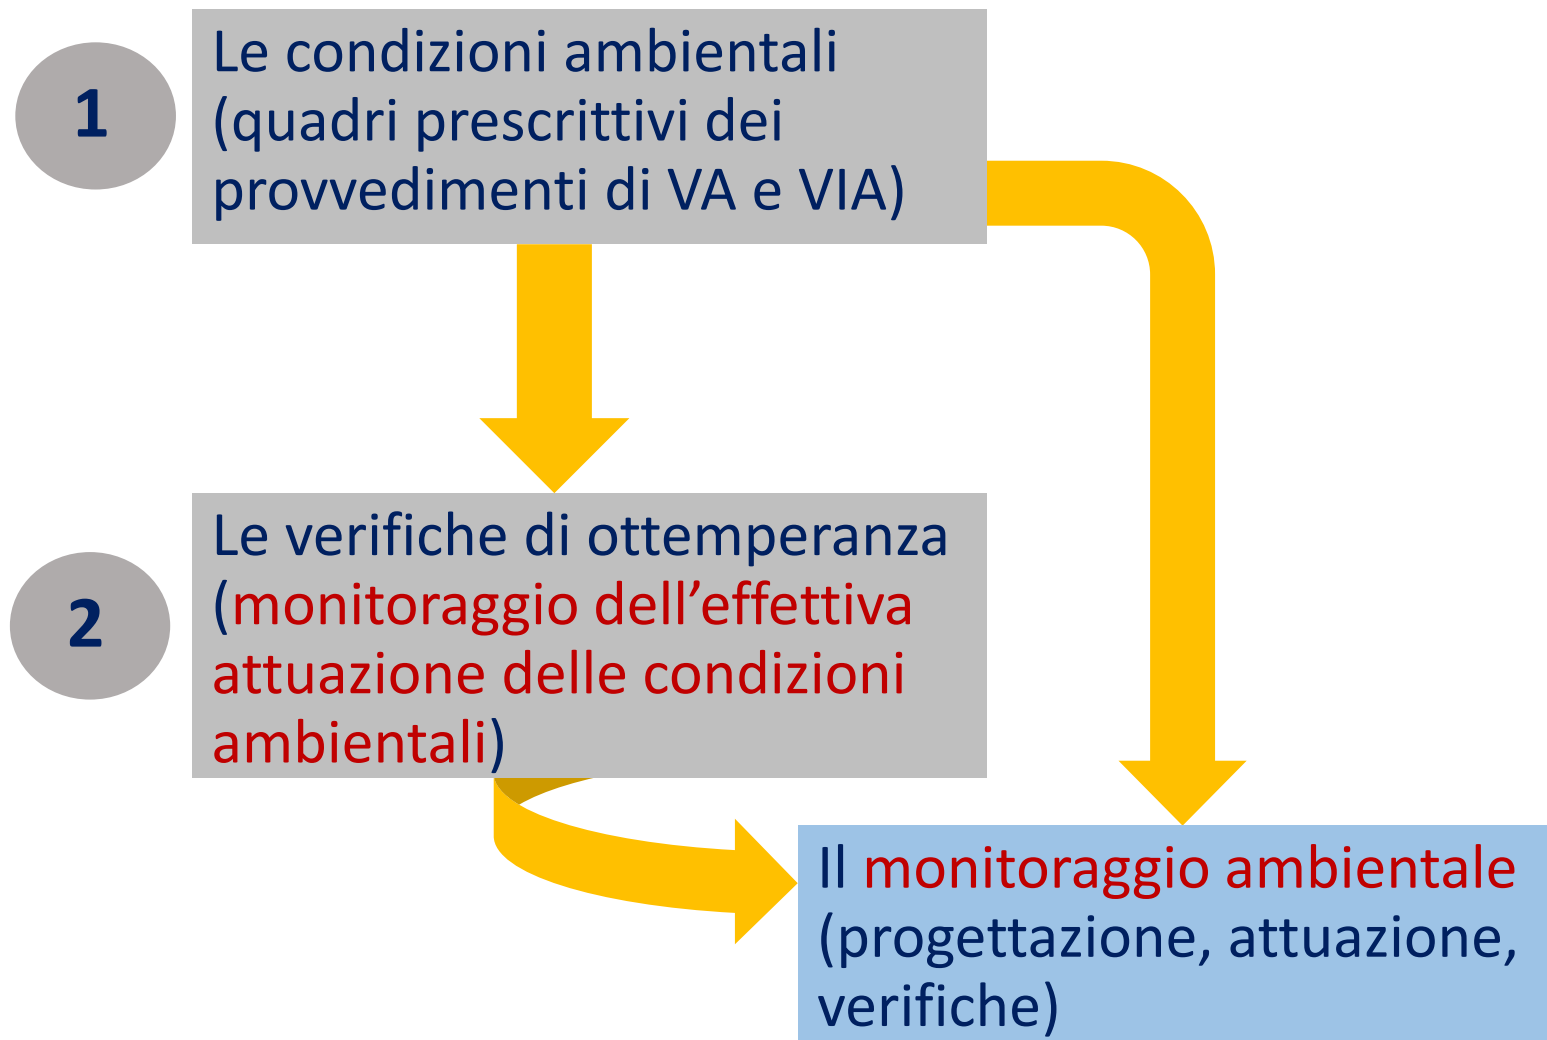 1
Le condizioni ambientali
(quadri prescrittivi dei
provvedimenti di VA e VIA)
2
Le verifiche di ottemperanza
(monitoraggio dell’effettiva
attuazione delle condizioni
ambientali)
Il monitoraggio ambientale
(progettazione, attuazione,
verifiche)